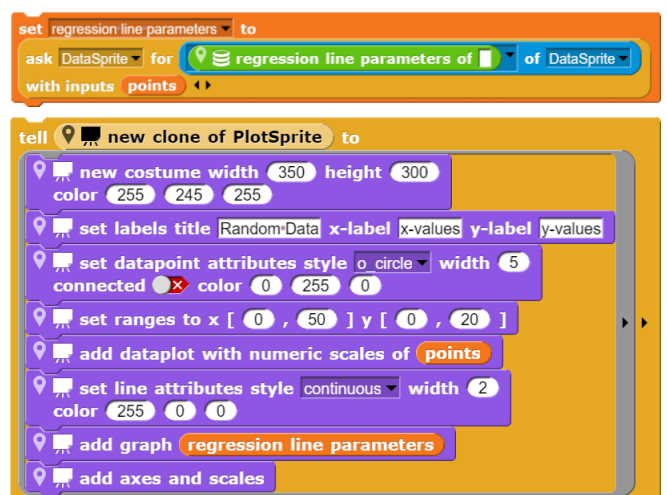 set regression line parameters to
ask DataSprite for regression line parameters of of DataSprite
with inputs points
tell new clone of PlotSprite to
new costume width 350 height 300
color 255 245 255
set labels title Random Data x-label x-values y-label y-values
set datapoint attributes style o_circle width 5
connected color 0 255 0
set ranges to x [ 0 , 50 ] y [ 0 , 20 ]
add dataplot with numeric scales of points
set line attributes style continuous width 2
color 255 0 0
add graph regression line parameters
add axes and scales